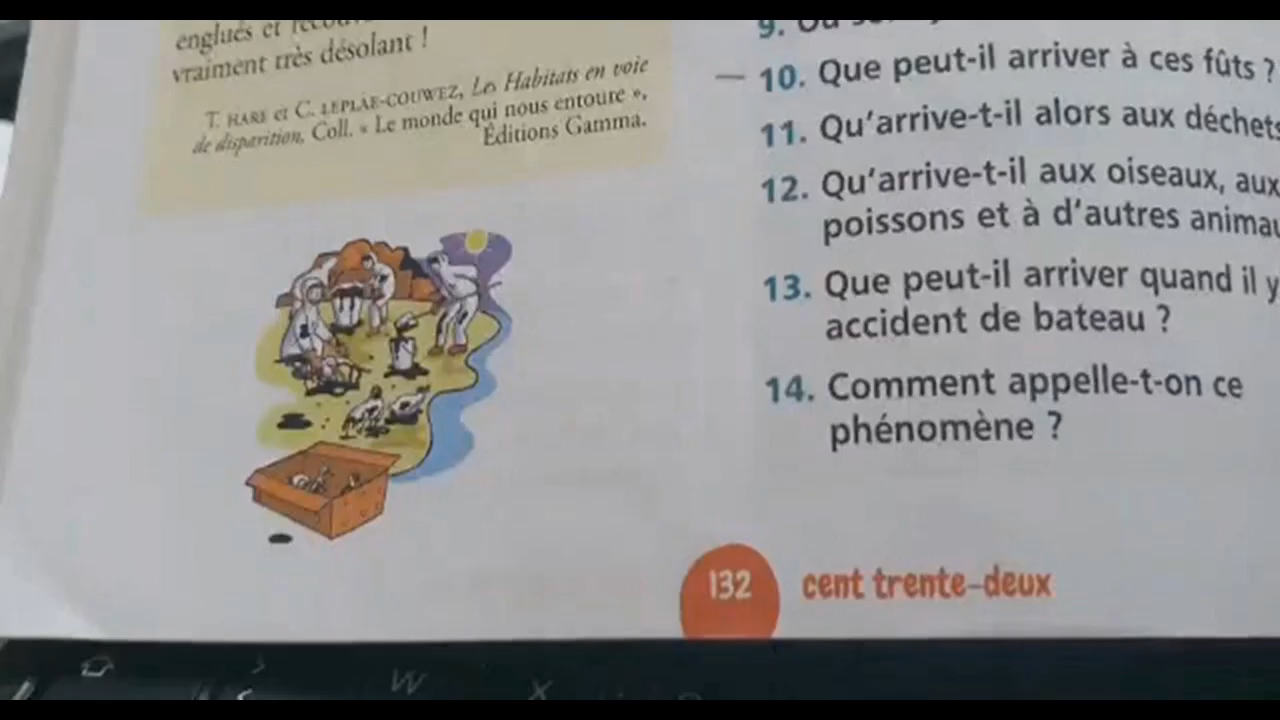 englués et
vraiment très désolant !
T. HARE et C. LEPLAE-COUWEZ, Les Habitats en voie
de disparition, Coll. « Le monde qui nous entoure »,
Éditions Gamma.
9.
10. Que peut-il arriver à ces fûts ?
11. Qu'arrive-t-il alors aux déchets
12. Qu'arrive-t-il aux oiseaux, aux
poissons et à d'autres
13. Que peut-il arriver quand il y
accident de bateau ?
14. Comment appelle-t-on ce
phénomène ?
132 cent trente-deux
W X